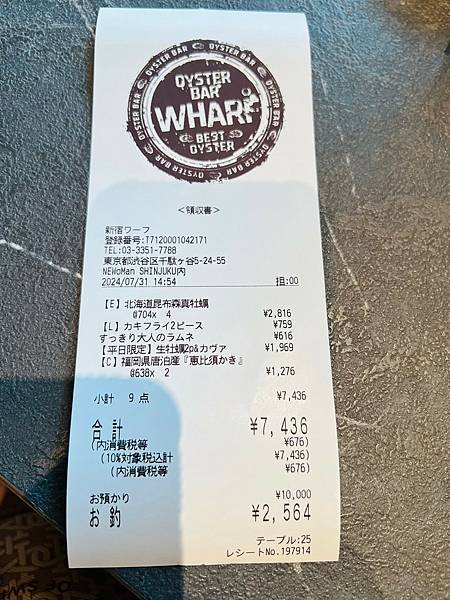 OYSTER BAR OYSTER BAR OYSTER BAR OYSTER BAR OYSTER BAR
OYSTER
BAR
WHARF
BEST
OYSTER
<領収書>
新宿ワーフ
登録番号:T7120001042171
TEL:03-3351-7788
東京都渋谷区千駄ヶ谷5-24-55
NEWoMan SHINJUKU内
2024/07/31 14:54 担:00
【E】北海道昆布森真牡蠣
@704x 4 ¥2,816
【L】カキフライ2ピース ¥759
すっきり大人のラムネ ¥616
【平日限定】生牡蠣2p&カヴァ ¥1,969
【C】福岡県唐泊産『恵比須かき』
@638x 2 ¥1,276
小計 9 点 ¥7,436
合計 ¥7,436
(内消費税等 ¥676)
(10%対象税込計 ¥7,436)
(内消費税等 ¥676)
お預かり ¥10,000
お釣 ¥2,564
テーブル:25
レシートNo.197914